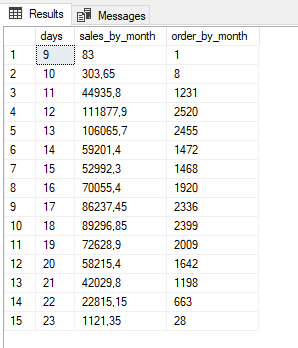 Results Messages
days sales_by_month order_by_month
1 9 83 1
2 10 303,65 8
3 11 44935,8 1231
4 12 111877,9 2520
5 13 106065,7 2455
6 14 59201,4 1472
7 15 52992,3 1468
8 16 70055,4 1920
9 17 86237,45 2336
10 18 89296,85 2399
11 19 72628,9 2009
12 20 58215,4 1642
13 21 42029,8 1198
14 22 22815,15 663
15 23 1121,35 28